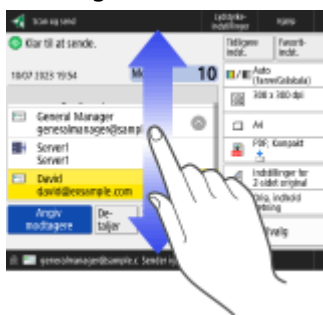 Scan og send
Hjælp
Klar til at sende.
Tidligere indst.
Favorit-indst.
10/07 2023 19:54
10
Auto
(Farve/Gråskala)
300 x 300 dpi
General Manager
generalmanager@sampl
A4
Server1
Server1
PDF; Kompakt
David
david@example.com
Indstillinger for
2-sidet original
Angiv
modtagere
De-
taljer
Orig. indhold
valg
generalmanager@sample.c